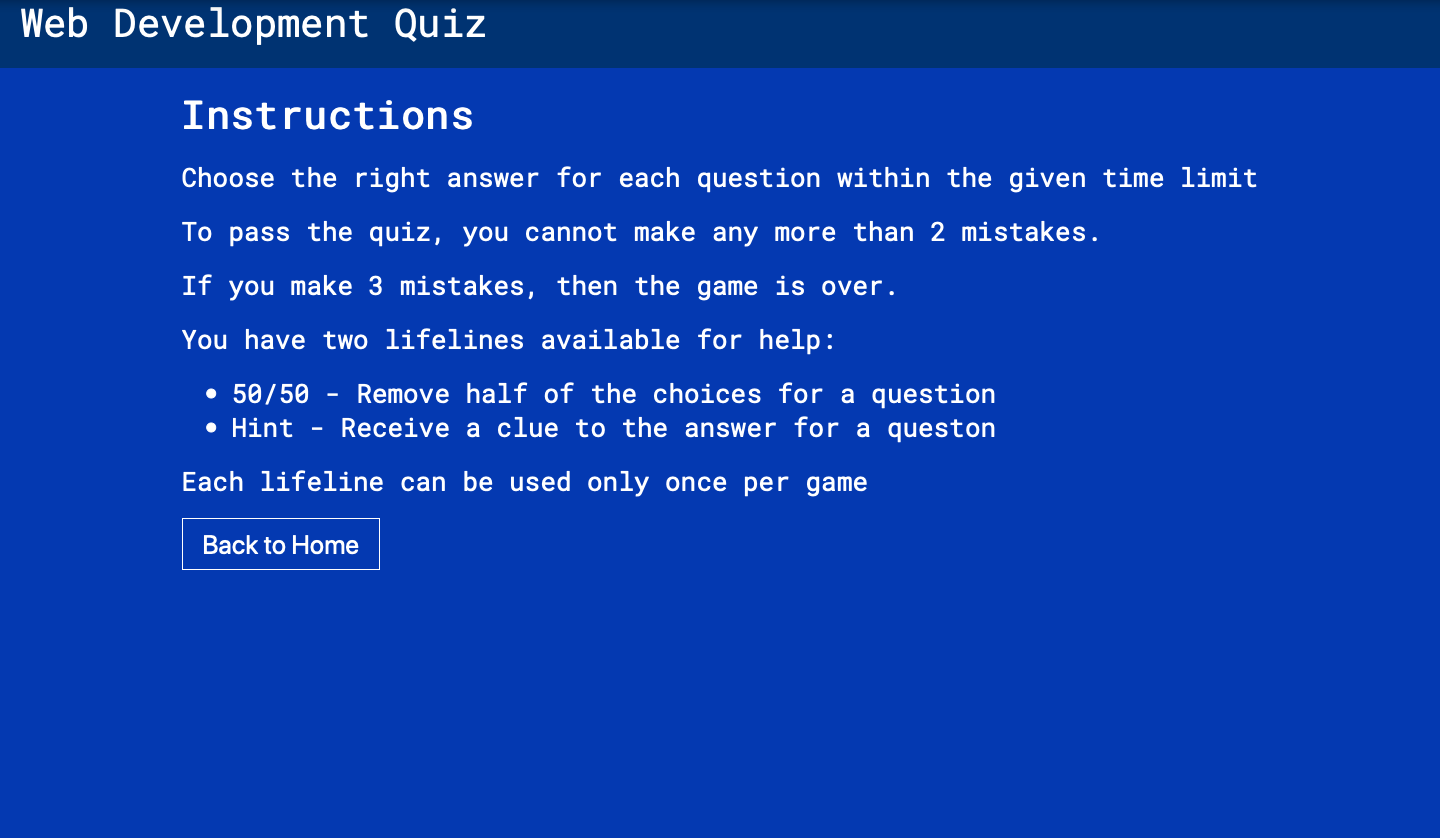 Web Development Quiz
Instructions
Choose the right answer for each question within the given time limit
To pass the quiz, you cannot make any more than 2 mistakes.
If you make 3 mistakes, then the game is over.
You have two lifelines available for help:
• 50/50 - Remove half of the choices for a question
• Hint - Receive a clue to the answer for a queston
Each lifeline can be used only once per game
Back to Home